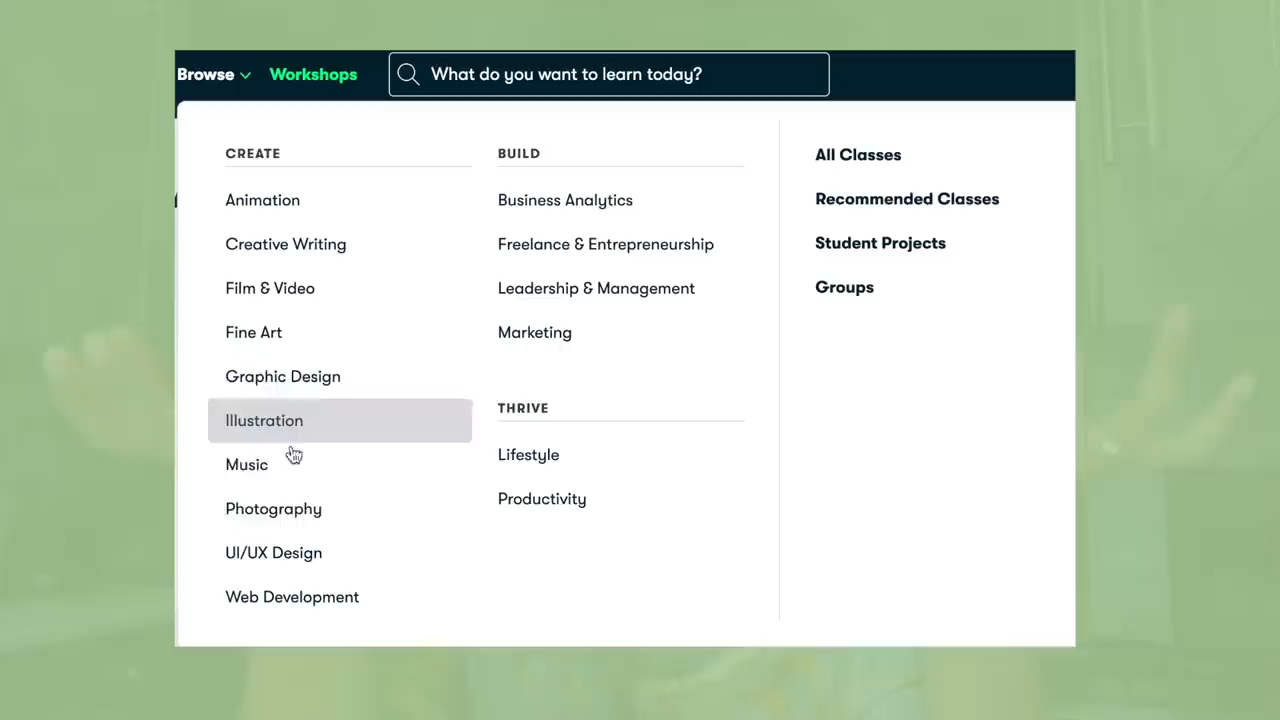 Browse Workshops What do you want to learn today?
CREATE
Animation
Creative Writing
Film & Video
Fine Art
Graphic Design
Illustration
Music
Photography
UI/UX Design
Web Development
BUILD
Business Analytics
Freelance & Entrepreneurship
Leadership & Management
Marketing
THRIVE
Lifestyle
Productivity
All Classes
Recommended Classes
Student Projects
Groups